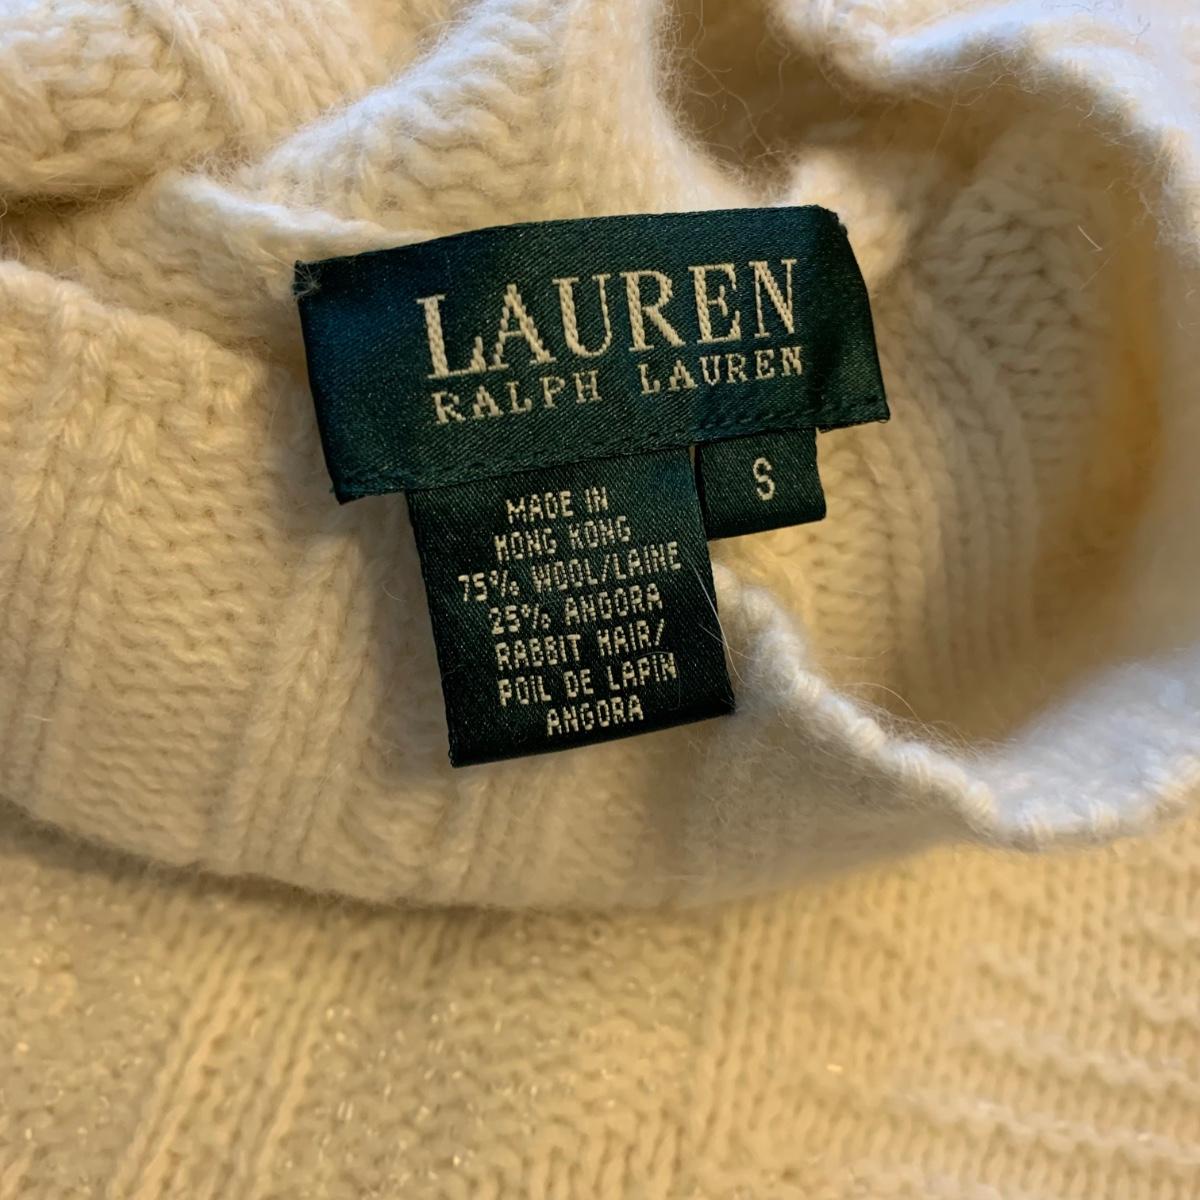 LAUREN
RALPH LAUREN
S
MADE IN
HONG KONG
75% WOOL/LAINE
25% ANGORA
RABBIT HAIR/
POIL DE LAPIN
ANGORA